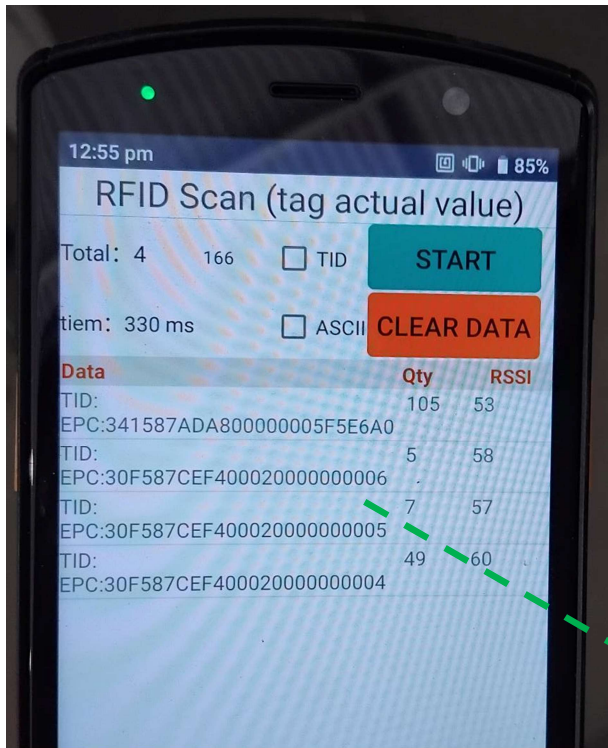 12:55 pm 85%
RFID Scan (tag actual value)
Total: 4 166 TID START
tiem: 330 ms ASCII CLEAR DATA
Data Qty RSSI
TID: 105 53
EPC:341587ADA800000005F5E6A0
TID: 5 58
EPC:30F587CEF400020000000006
TID: 7 57
EPC:30F587CEF400020000000005
TID: 49 60
EPC:30F587CEF400020000000004